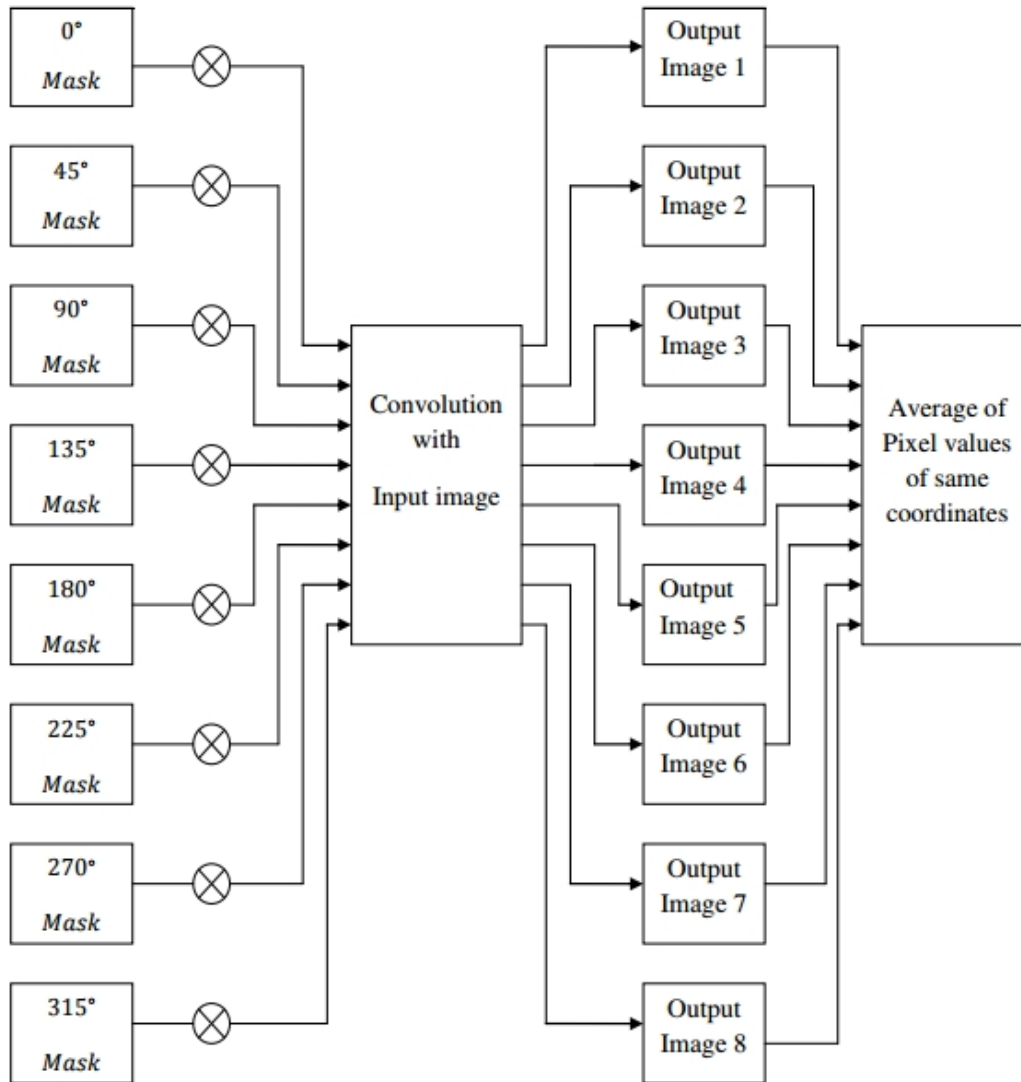 0°
Mask
45°
Mask
90°
Mask
135°
Mask
180°
Mask
225°
Mask
270°
Mask
315°
Mask
Convolution
with
Input image
Output
Image 1
Output
Image 2
Output
Image 3
Output
Image 4
Output
Image 5
Output
Image 6
Output
Image 7
Output
Image 8
Average of
Pixel values
of same
coordinates